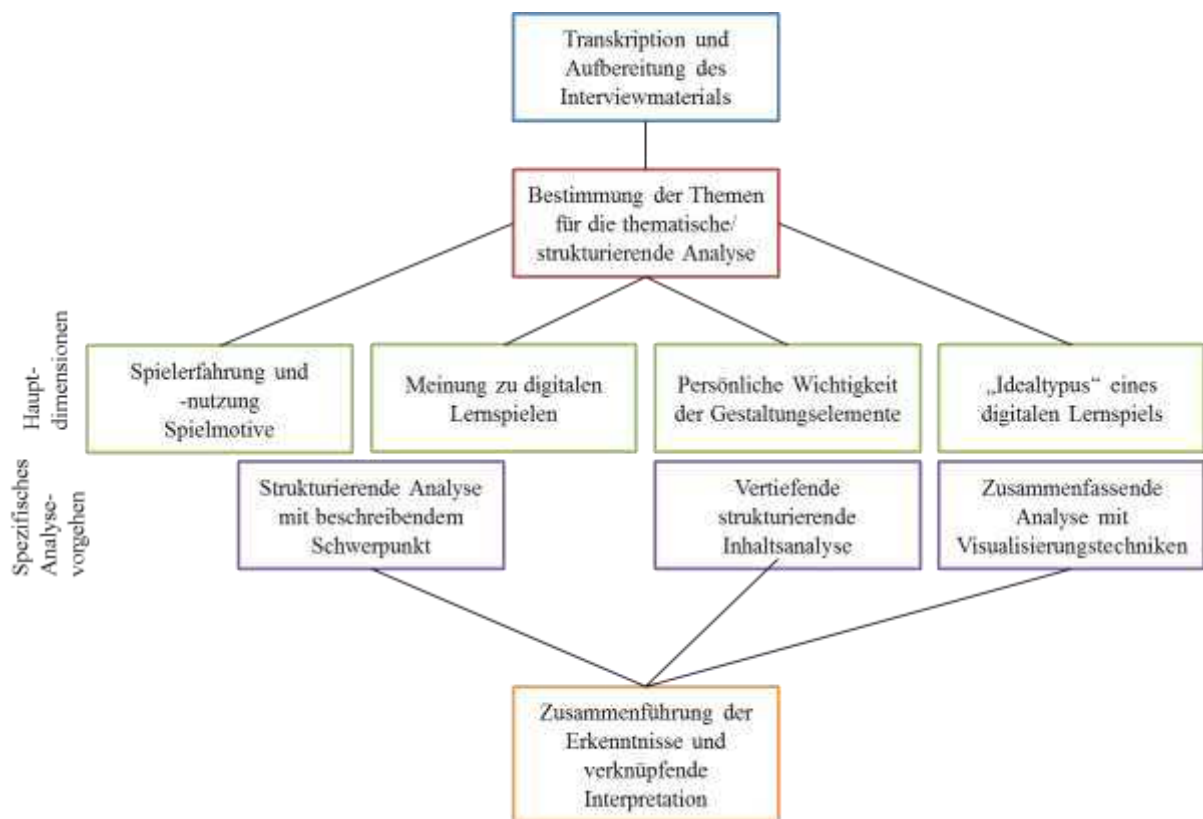 Transkription und
Aufbereitung des
Interviewmaterials
Bestimmung der Themen
für die thematische/
strukturierende Analyse
Haupt-
dimensionen
Spielerfahrung und
-nutzung
Spielmotive
Meinung zu digitalen
Lernspielen
Persönliche Wichtigkeit
der Gestaltungselemente
„Idealtypus“ eines
digitalen Lernspiels
Spezifisches
Analyse-
vorgehen
Strukturierende Analyse
mit beschreibendem
Schwerpunkt
Vertiefende
strukturierende
Inhaltsanalyse
Zusammenfassende
Analyse mit
Visualisierungstechniken
Zusammenführung der
Erkenntnisse und
verknüpfende
Interpretation